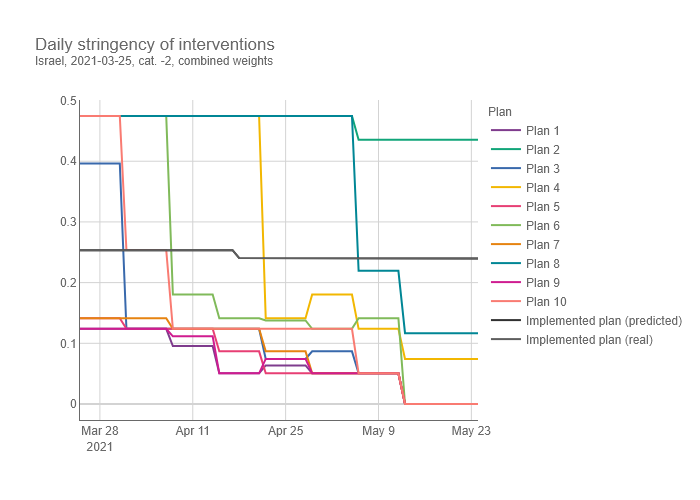 Daily stringency of interventions
Israel, 2021-03-25, cat. -2, combined weights
0.5
0.4
0.3
0.2
0.1
0
Mar 28
2021
Apr 11
Apr 25
May 9
May 23
Plan
Plan 1
Plan 2
Plan 3
Plan 4
Plan 5
Plan 6
Plan 7
Plan 8
Plan 9
Plan 10
Implemented plan (predicted)
Implemented plan (real)